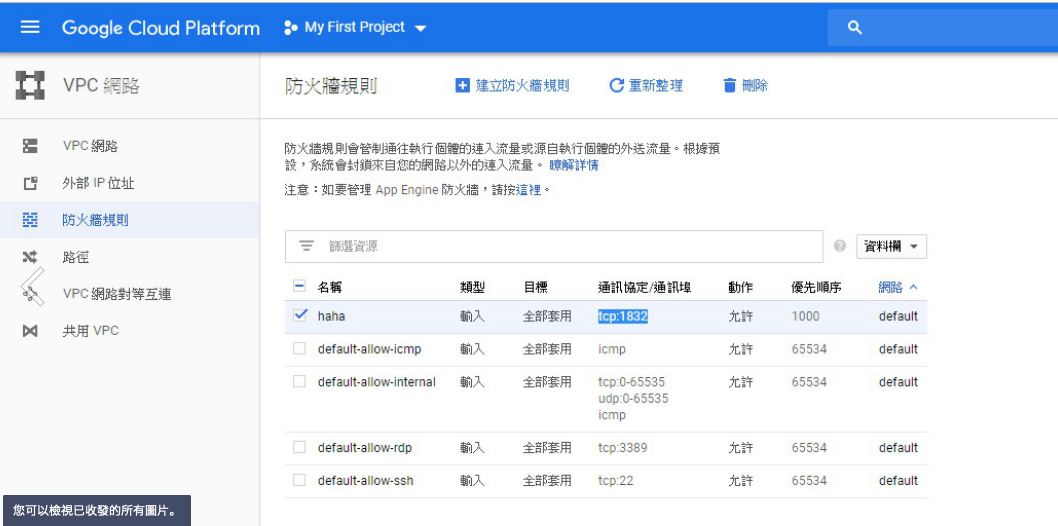 Google Cloud Platform My First Project
VPC 網路
防火牆規則 建立防火牆規則 重新整理 刪除
VPC 網路
外部 IP 位址
防火牆規則
路徑
VPC 網路對等互連
共用 VPC
防火牆規則會管制通往執行個體的連入流量或源自執行個體的外送流量。根據預
設，系統會封鎖來自您的網路以外的連入流量。 瞭解詳情
注意：如要管理 App Engine 防火牆，請按這裡。
篩選資源 資料欄
名稱 類型 目標 通訊協定/通訊埠 動作 優先順序 網路
haha 輸入 全部套用 tcp:1832 允許 1000 default
default-allow-icmp 輸入 全部套用 icmp 允許 65534 default
default-allow-internal 輸入 全部套用 tcp:0-65535 允許 65534 default
udp:0-65535
icmp
default-allow-rdp 輸入 全部套用 tcp:3389 允許 65534 default
default-allow-ssh 輸入 全部套用 tcp:22 允許 65534 default
您可以檢視已收發的所有圖片。